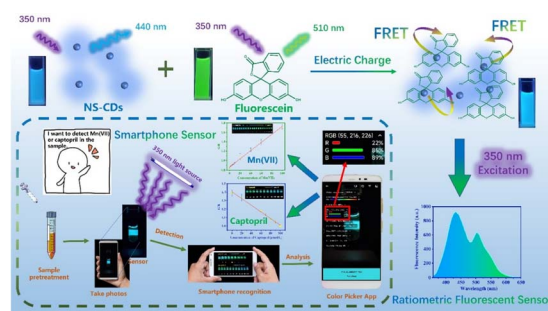 350 nm
440 nm
350 nm
510 nm
NS-CDs
Fluorescein
Electric Charge
FRET
FRET
Smartphone Sensor
I want to detect Mn(VII)
or captopril in the
sample
350 nm light source
Mn(VII)
Captopril
RGB (55, 216, 226)
R 22%
G 85%
B 89%
350 nm
Excitation
Sample
pretreatment
Take photos
Sensor
Detection
Smartphone recognition
Analysis
Color Picker App
Fluorescence Intensity (a.u.)
Wavelength (nm)
Ratiometric Fluorescent Sensor